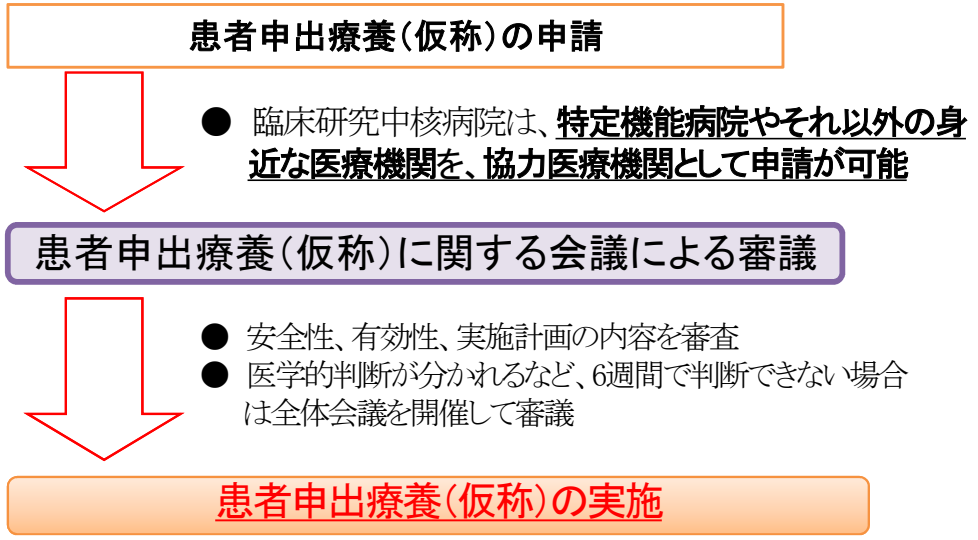 患者申出療養(仮称)の申請
● 臨床研究中核病院は、特定機能病院やそれ以外の身
近な医療機関を、協力医療機関として申請が可能
患者申出療養(仮称)に関する会議による審議
● 安全性、有効性、実施計画の内容を審査
● 医学的判断が分かれるなど、6週間で判断できない場合
は全体会議を開催して審議
患者申出療養(仮称)の実施